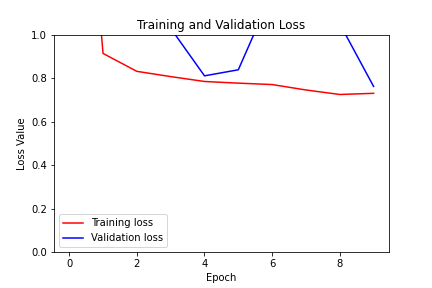 Training and Validation Loss
Loss Value
1.0
0.8
0.6
0.4
0.2
0.0
Training loss
Validation loss
0 2 4 6 8
Epoch